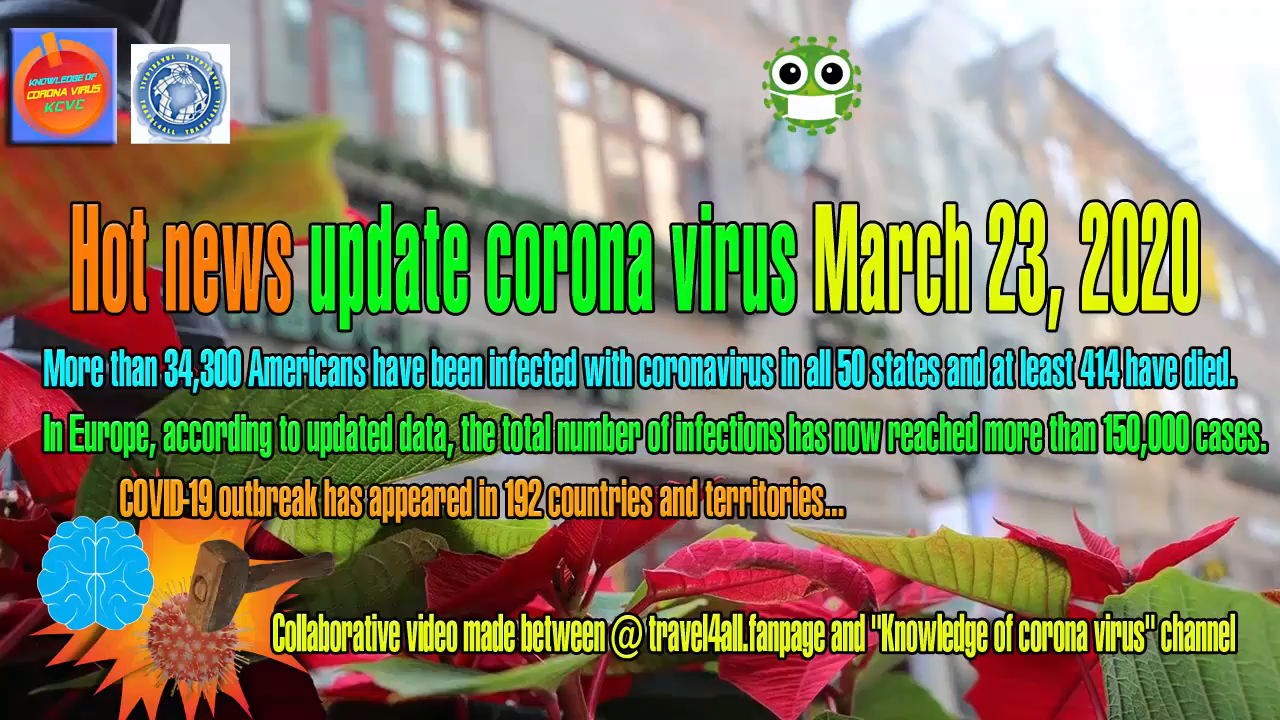 KNOWLEDGE OF
CORONA VIRUS
KCVC
TRAVEL4ALL TRAVEL4ALL TRAVEL4ALL
Hot news update corona virus March 23, 2020
More than 34,300 Americans have been infected with coronavirus in all 50 states and at least 414 have died.
In Europe, according to updated data, the total number of infections has now reached more than 150,000 cases.
COVID-19 outbreak has appeared in 192 countries and territories...
Collaborative video made between @ travel4all.fanpage and "Knowledge of corona virus" channel